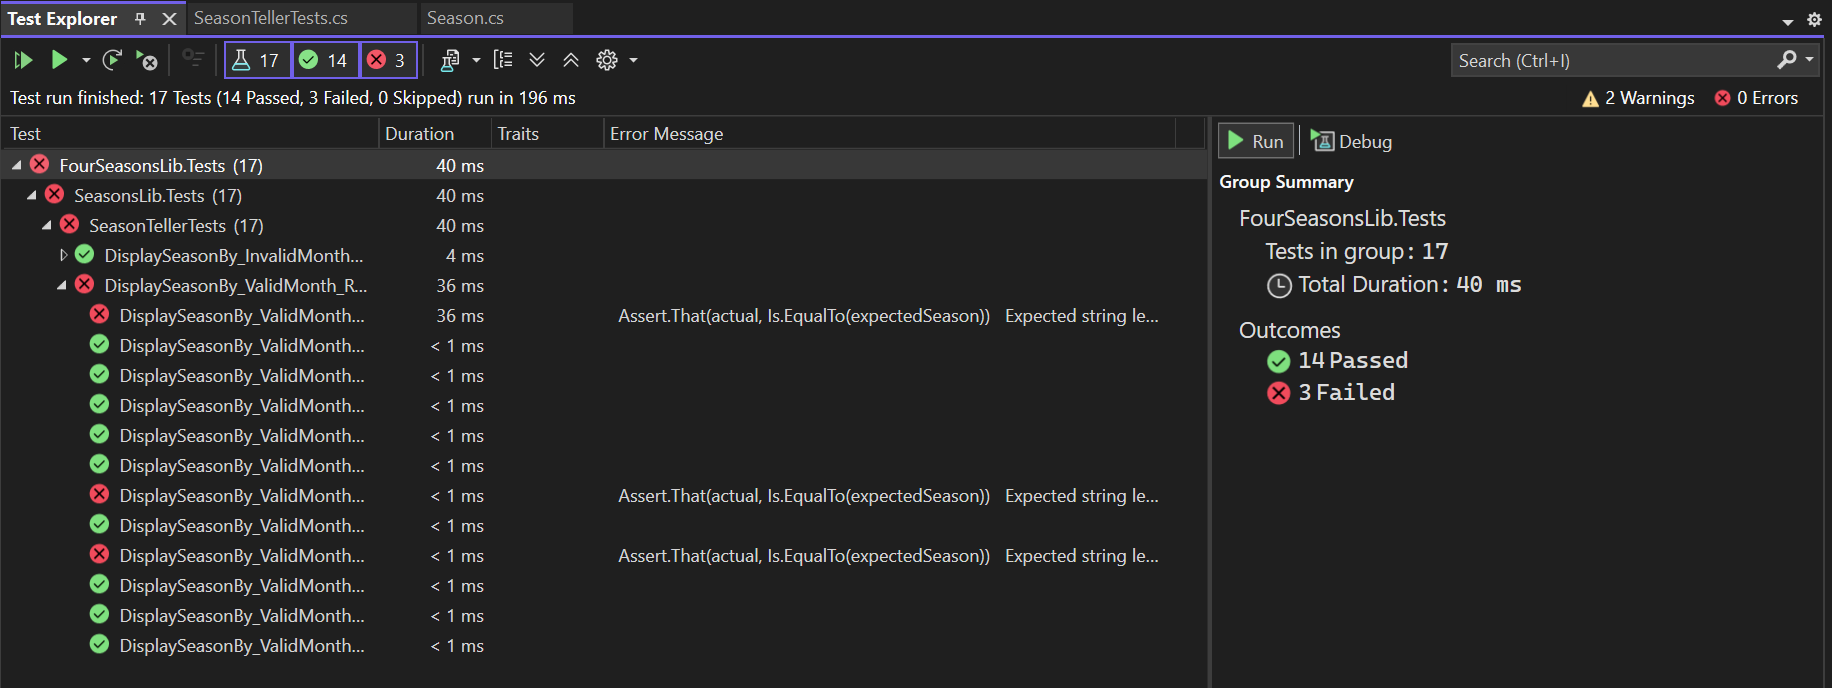 Test Explorer SeasonTellerTests.cs Season.cs
17 14 3 Search (Ctrl+I)
Test run finished: 17 Tests (14 Passed, 3 Failed, 0 Skipped) run in 196 ms 2 Warnings 0 Errors
Test Duration Traits Error Message
FourSeasonsLib.Tests (17) 40 ms
SeasonsLib.Tests (17) 40 ms
SeasonTellerTests (17) 40 ms
DisplaySeasonBy_InvalidMonth... 4 ms
DisplaySeasonBy_ValidMonth_R... 36 ms
DisplaySeasonBy_ValidMonth... 36 ms Assert.That(actual, Is.EqualTo(expectedSeason)) Expected string le...
DisplaySeasonBy_ValidMonth... < 1 ms
DisplaySeasonBy_ValidMonth... < 1 ms
DisplaySeasonBy_ValidMonth... < 1 ms
DisplaySeasonBy_ValidMonth... < 1 ms
DisplaySeasonBy_ValidMonth... < 1 ms
DisplaySeasonBy_ValidMonth... < 1 ms Assert.That(actual, Is.EqualTo(expectedSeason)) Expected string le...
DisplaySeasonBy_ValidMonth... < 1 ms
DisplaySeasonBy_ValidMonth... < 1 ms Assert.That(actual, Is.EqualTo(expectedSeason)) Expected string le...
DisplaySeasonBy_ValidMonth... < 1 ms
DisplaySeasonBy_ValidMonth... < 1 ms
DisplaySeasonBy_ValidMonth... < 1 ms
Run Debug
Group Summary
FourSeasonsLib.Tests
Tests in group: 17
Total Duration: 40 ms
Outcomes
14 Passed
3 Failed